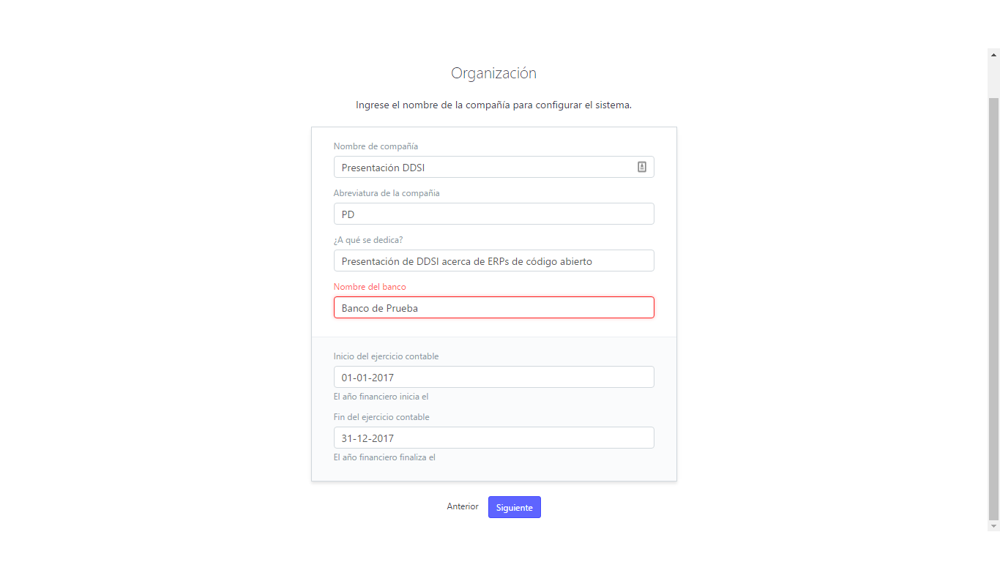 Organización
Ingrese el nombre de la compañía para configurar el sistema.
Nombre de compañía
Presentación DDSI
Abreviatura de la compañia
PD
¿A qué se dedica?
Presentación de DDSI acerca de ERPs de código abierto
Nombre del banco
Banco de Prueba
Inicio del ejercicio contable
01-01-2017
El año financiero inicia el
Fin del ejercicio contable
31-12-2017
El año financiero finaliza el
Anterior
Siguiente